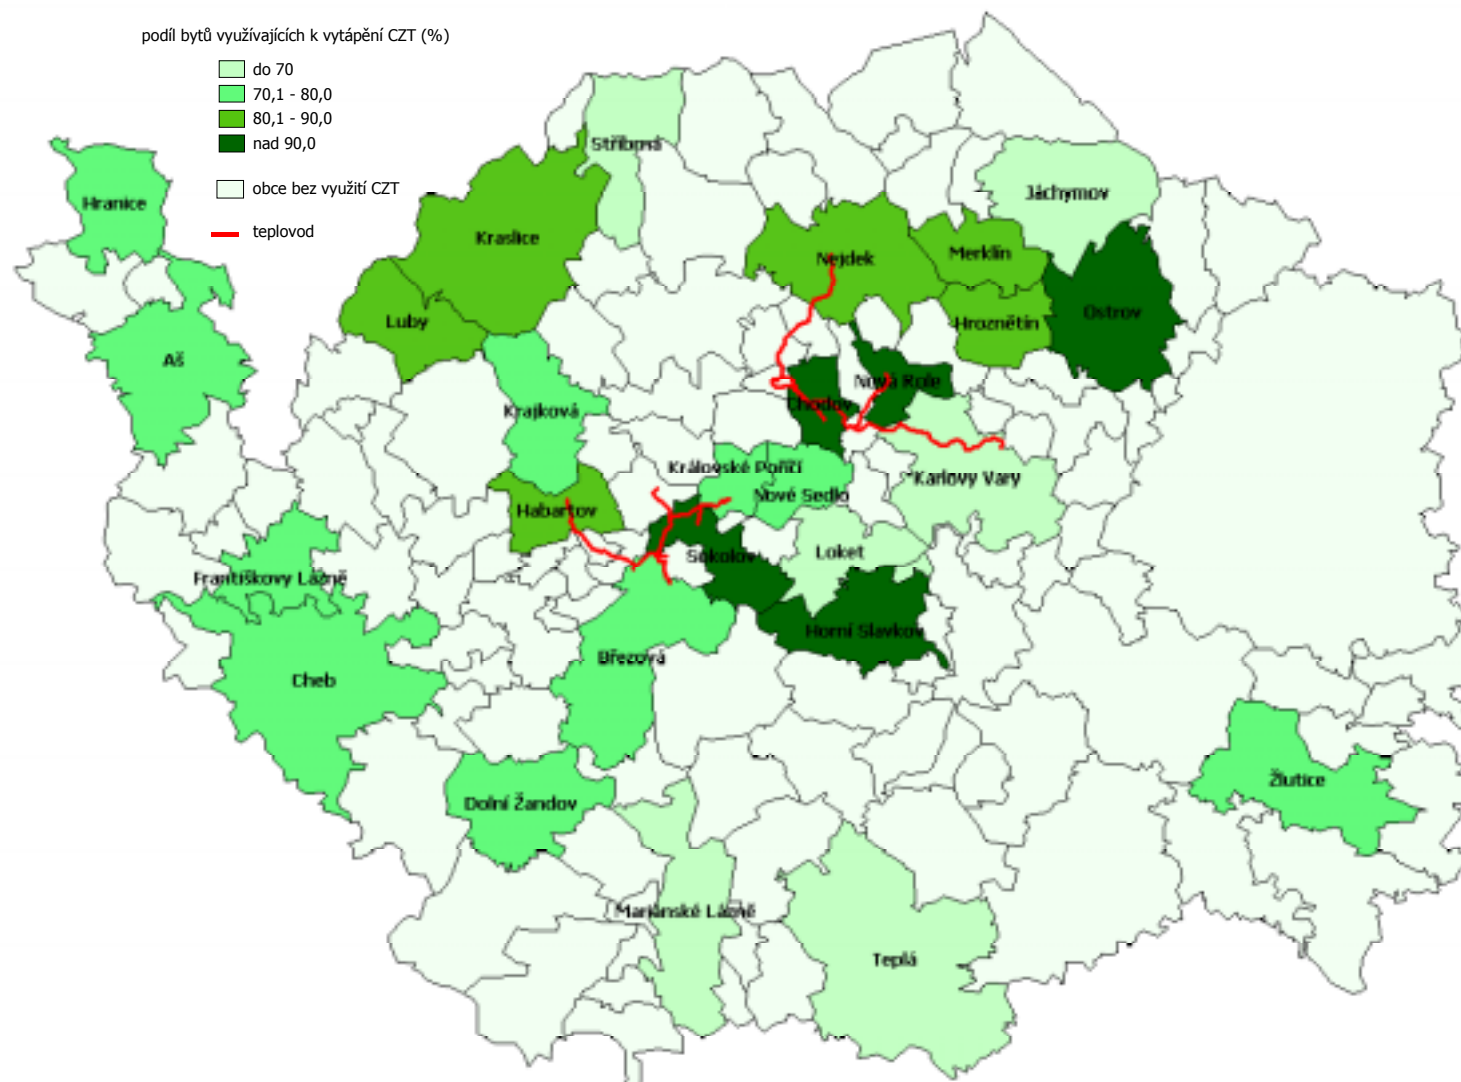 podíl bytů využívajících k vytápění CZT (%)
do 70
70,1 - 80,0
80,1 - 90,0
nad 90,0
obce bez využití CZT
teplovod
Stříbrná
Jáchymov
Hranice
Kraslice
Nejdek
Merklín
Luby
Hroznětín
Ostrov
Aš
Nová Role
Chodov
Krajková
Královské Poříčí
Karlovy Vary
Nové Sedlo
Habartov
Sokolov
Loket
Františkovy Lázně
Horní Slavkov
Březová
Cheb
Žlutice
Dolní Žandov
Mariánské Lázně
Teplá